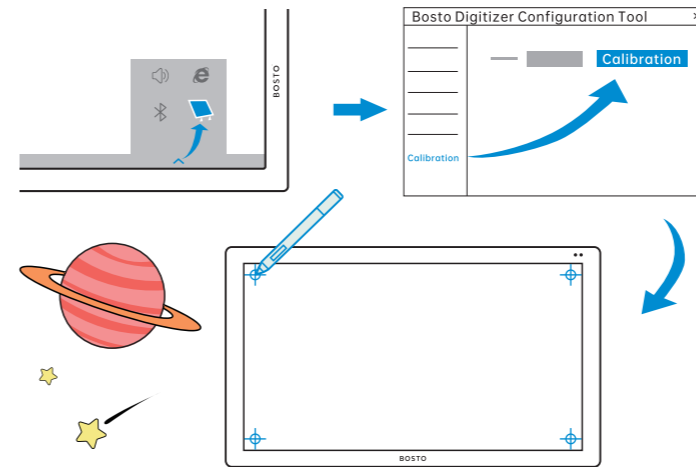 BOSTO
Bosto Digitizer Configuration Tool
Calibration
Calibration
BOSTO